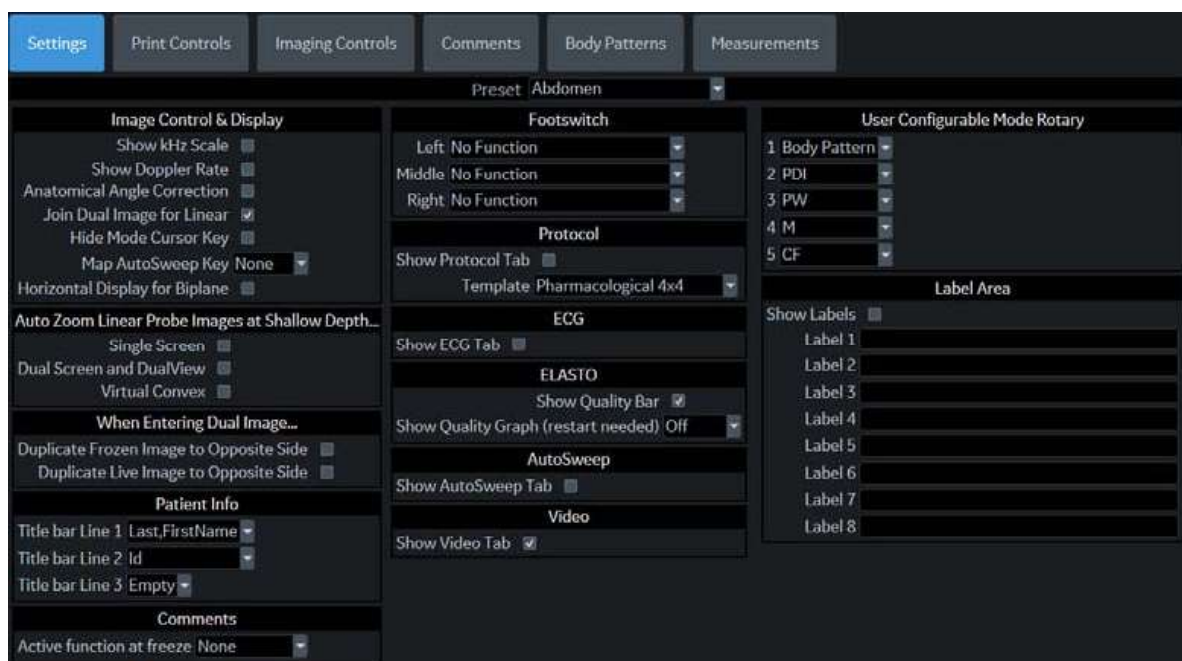 Settings Print Controls Imaging Controls Comments Body Patterns Measurements
Preset Abdomen
Image Control & Display
Show kHz Scale
Show Doppler Rate
Anatomical Angle Correction
Join Dual Image for Linear
Hide Mode Cursor Key
Map AutoSweep Key None
Horizontal Display for Biplane
Auto Zoom Linear Probe Images at Shallow Depth...
Single Screen
Dual Screen and DualView
Virtual Convex
When Entering Dual Image...
Duplicate Frozen Image to Opposite Side
Duplicate Live Image to Opposite Side
Patient Info
Title bar Line 1 Last,FirstName
Title bar Line 2 Id
Title bar Line 3 Empty
Comments
Active function at freeze None
Footswitch
Left No Function
Middle No Function
Right No Function
Protocol
Show Protocol Tab
Template Pharmacological 4x4
ECG
Show ECG Tab
ELASTO
Show Quality Bar
Show Quality Graph (restart needed) Off
AutoSweep
Show AutoSweep Tab
Video
Show Video Tab
User Configurable Mode Rotary
1 Body Pattern
2 PDI
3 PW
4 M
5 CF
Label Area
Show Labels
Label 1
Label 2
Label 3
Label 4
Label 5
Label 6
Label 7
Label 8